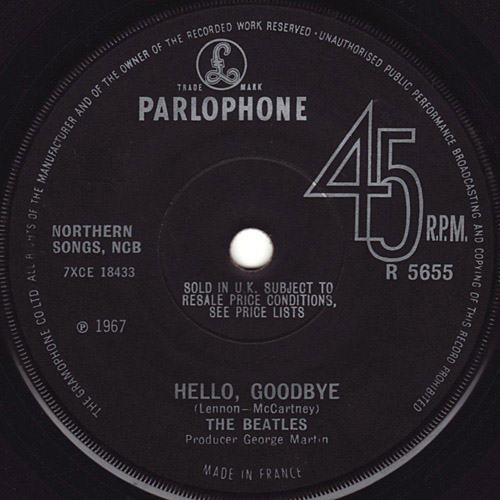 THE GRAMOPHONE CO LTD. ALL RIGHTS OF THE MANUFACTURER AND OF THE OWNER OF THE RECORDED WORK RESERVED · UNAUTHORISED PUBLIC PERFORMANCE BROADCASTING AND COPYING OF THIS RECORD PROHIBITED
£
TRADE MARK
PARLOPHONE
45
R.P.M.
R 5655
NORTHERN
SONGS, NCB
7XCE 18433
℗ 1967
SOLD IN U.K. SUBJECT TO
RESALE PRICE CONDITIONS,
SEE PRICE LISTS
HELLO, GOODBYE
(Lennon—McCartney)
THE BEATLES
Producer George Martin
MADE IN FRANCE